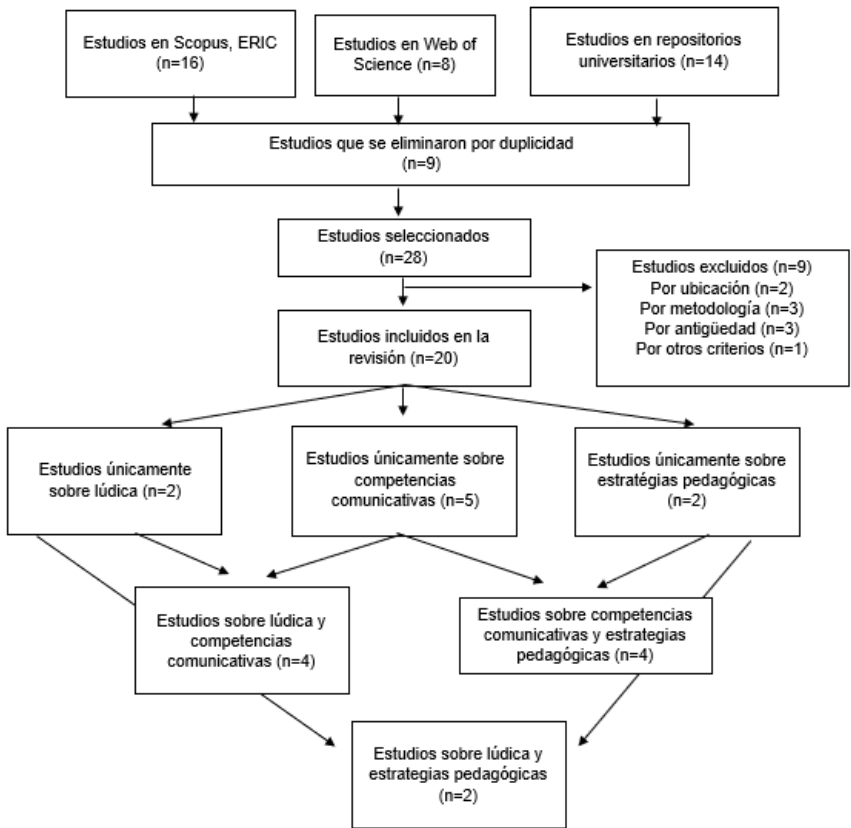 Estudios en Scopus, ERIC
(n=16)
Estudios en Web of
Science (n=8)
Estudios en repositorios
universitarios (n=14)
Estudios que se eliminaron por duplicidad
(n=9)
Estudios seleccionados
(n=28)
Estudios excluidos (n=9)
Por ubicación (n=2)
Por metodología (n=3)
Por antigüedad (n=3)
Por otros criterios (n=1)
Estudios incluidos en la
revisión (n=20)
Estudios únicamente
sobre lúdica (n=2)
Estudios únicamente sobre
competencias
comunicativas (n=5)
Estudios únicamente sobre
estratégias pedagógicas
(n=2)
Estudios sobre lúdica y
competencias
comunicativas (n=4)
Estudios sobre competencias
comunicativas y estrategias
pedagógicas (n=4)
Estudios sobre lúdica y
estrategias pedagógicas
(n=2)